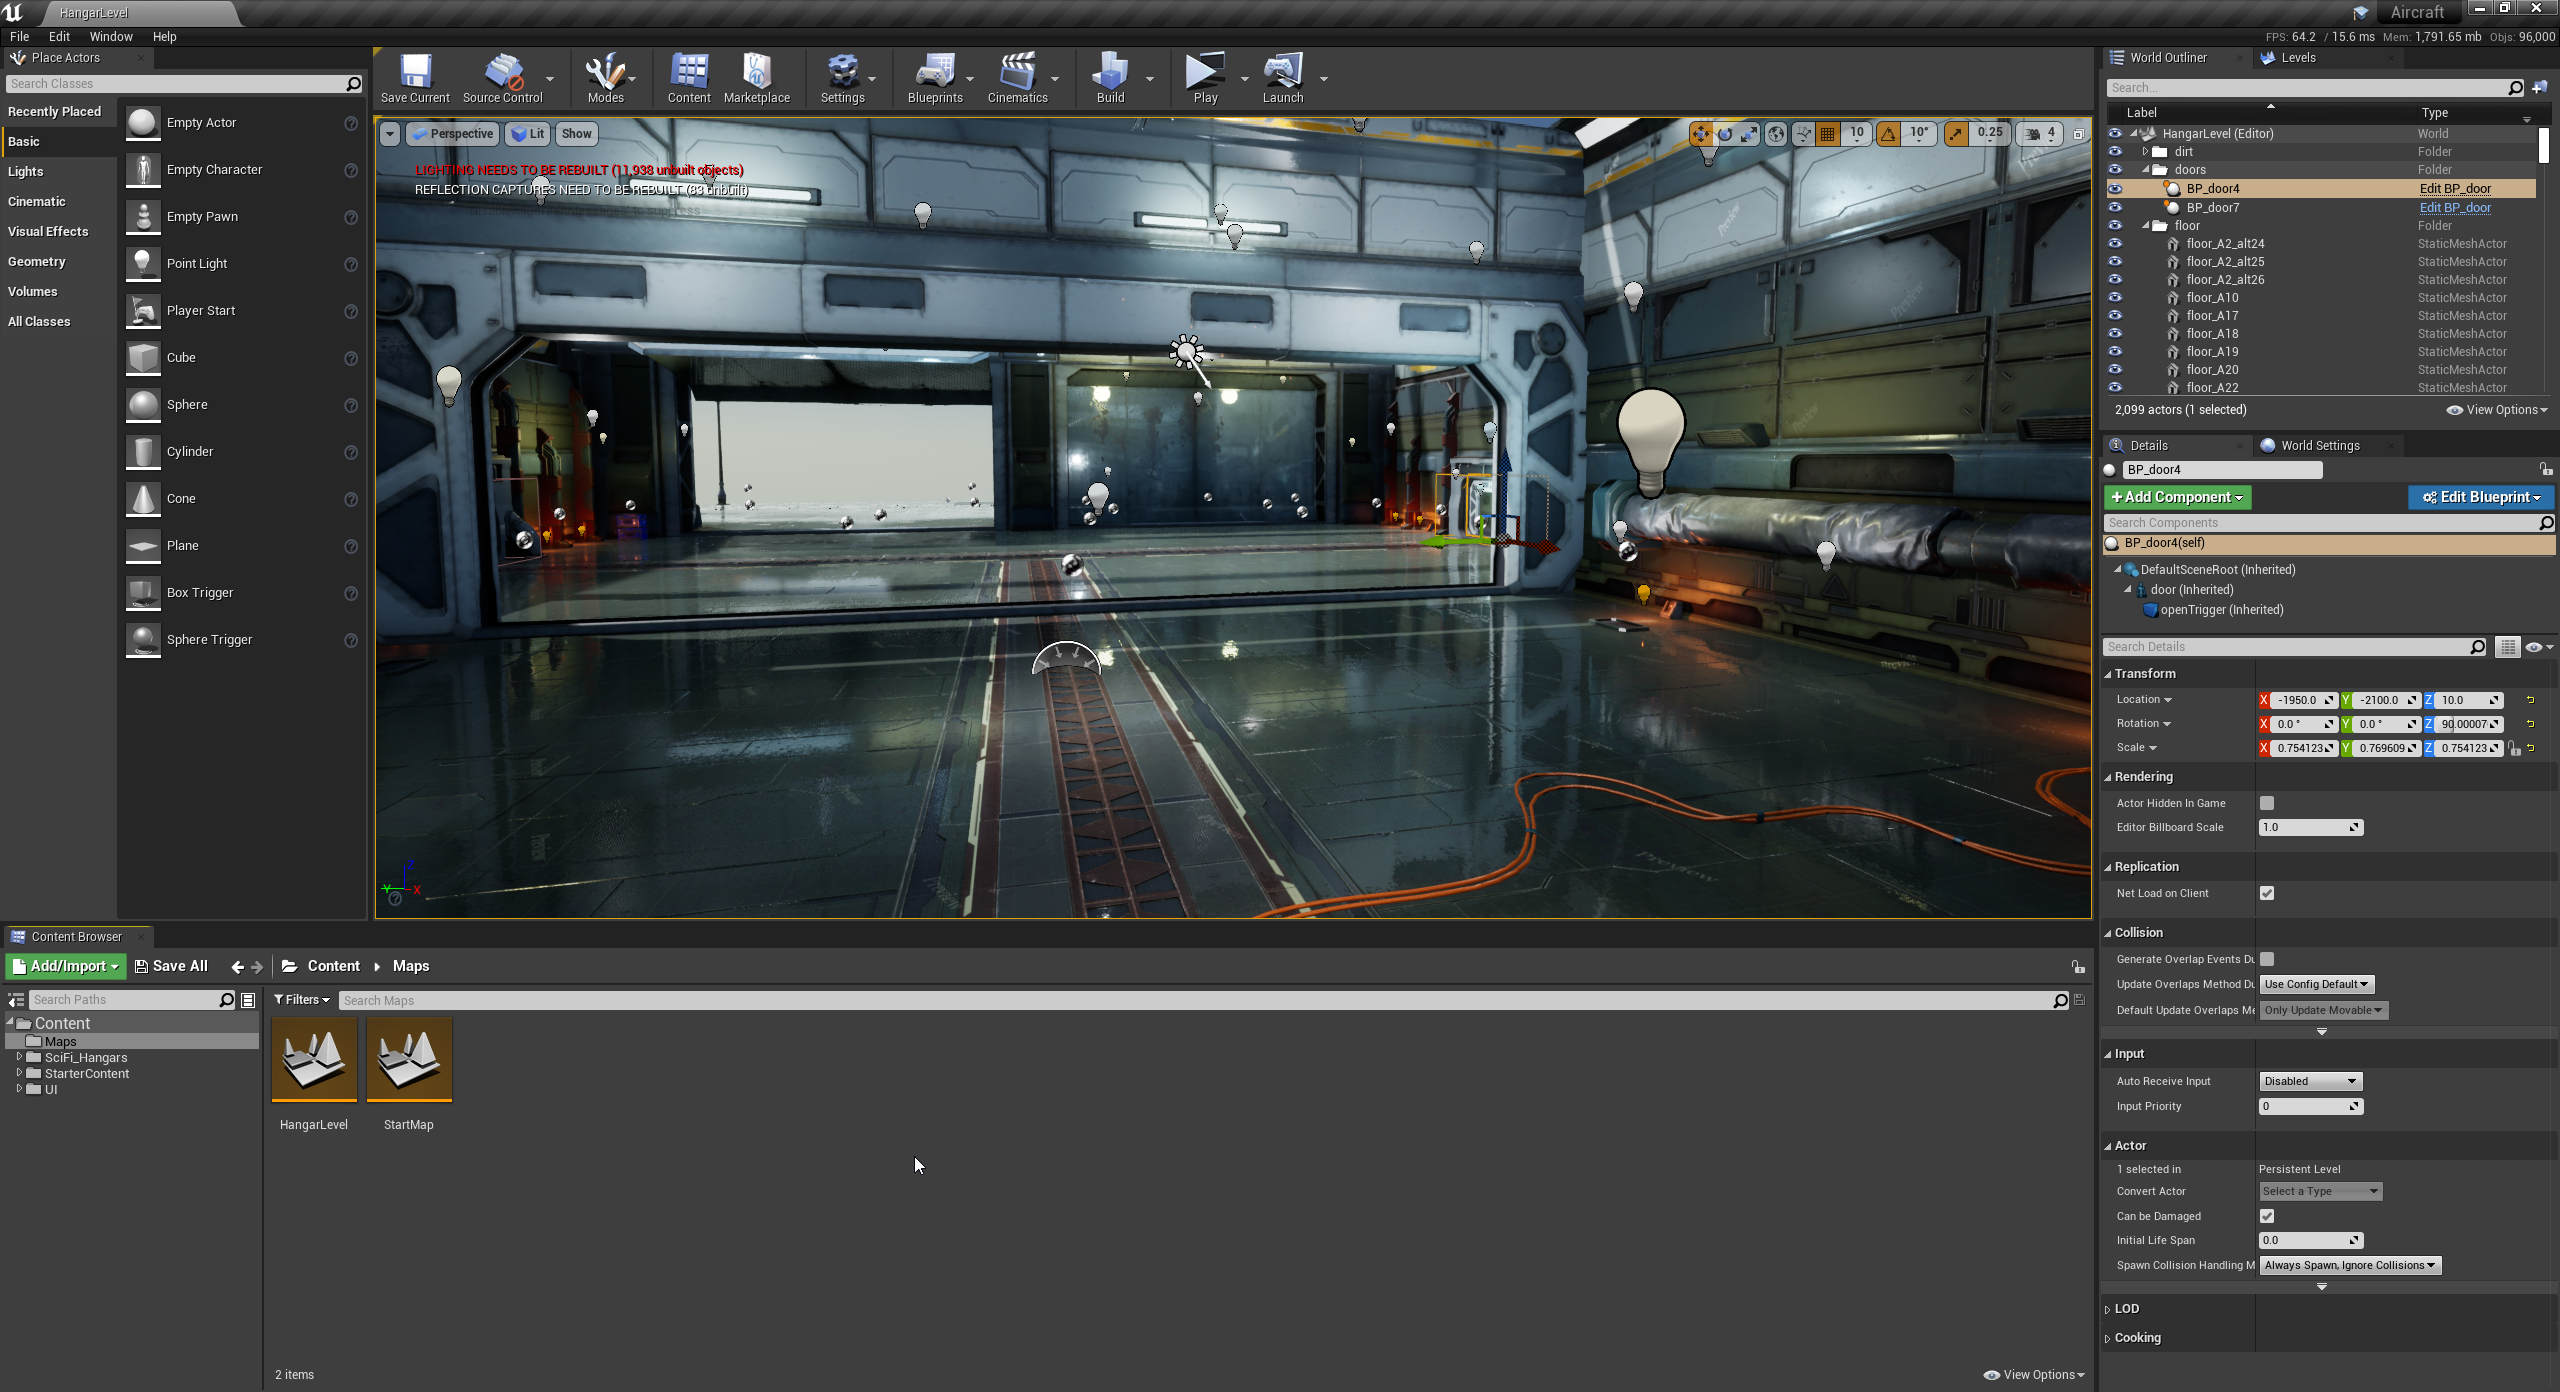 HangarLevel
Aircraft
File Edit Window Help
FPS: 64.2 / 15.6 ms Mem: 1,791.65 mb Objs: 96,000
Place Actors
Search Classes
Recently Placed
Basic
Lights
Cinematic
Visual Effects
Geometry
Volumes
All Classes
Empty Actor
Empty Character
Empty Pawn
Point Light
Player Start
Cube
Sphere
Cylinder
Cone
Plane
Box Trigger
Sphere Trigger
Save Current Source Control Modes Content Marketplace Settings Blueprints Cinematics Build Play Launch
Perspective Lit Show
10 10° 0.25 4
LIGHTING NEEDS TO BE REBUILT (11,938 unbuilt objects)
REFLECTION CAPTURES NEED TO BE REBUILT (83 unbuilt)
Preview
Preview
Z
Y X
World Outliner Levels
Search...
Label Type
HangarLevel (Editor) World
dirt Folder
doors Folder
BP_door4 Edit BP_door
BP_door7 Edit BP_door
floor Folder
floor_A2_alt24 StaticMeshActor
floor_A2_alt25 StaticMeshActor
floor_A2_alt26 StaticMeshActor
floor_A10 StaticMeshActor
floor_A17 StaticMeshActor
floor_A18 StaticMeshActor
floor_A19 StaticMeshActor
floor_A20 StaticMeshActor
floor_A22 StaticMeshActor
2,099 actors (1 selected) View Options
Details World Settings
BP_door4
+Add Component Edit Blueprint
Search Components
BP_door4(self)
DefaultSceneRoot (Inherited)
door (Inherited)
openTrigger (Inherited)
Search Details
Transform
Location X -1950.0 Y -2100.0 Z 10.0
Rotation X 0.0 ° Y 0.0 ° Z 90.00007
Scale X 0.754123 Y 0.769609 Z 0.754123
Rendering
Actor Hidden In Game
Editor Billboard Scale 1.0
Replication
Net Load on Client
Collision
Generate Overlap Events Du
Update Overlaps Method Du Use Config Default
Default Update Overlaps Me Only Update Movable
Input
Auto Receive Input Disabled
Input Priority 0
Actor
1 selected in Persistent Level
Convert Actor Select a Type
Can be Damaged
Initial Life Span 0.0
Spawn Collision Handling M Always Spawn, Ignore Collisions
LOD
Cooking
Content Browser
Add/Import Save All Content Maps
Search Paths
Filters Search Maps
Content
Maps
SciFi_Hangars
StarterContent
UI
HangarLevel StartMap
2 items View Options